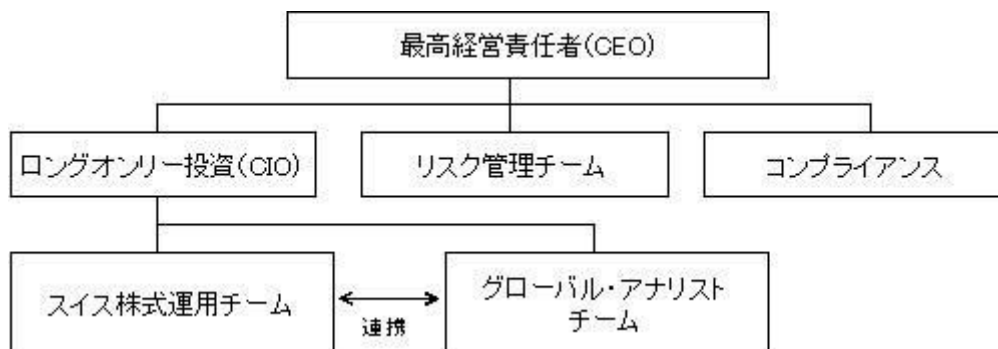 最高経営責任者(CEO)
ロングオンリー投資(CIO)
リスク管理チーム
コンプライアンス
スイス株式運用チーム
連携
グローバル・アナリスト
チーム